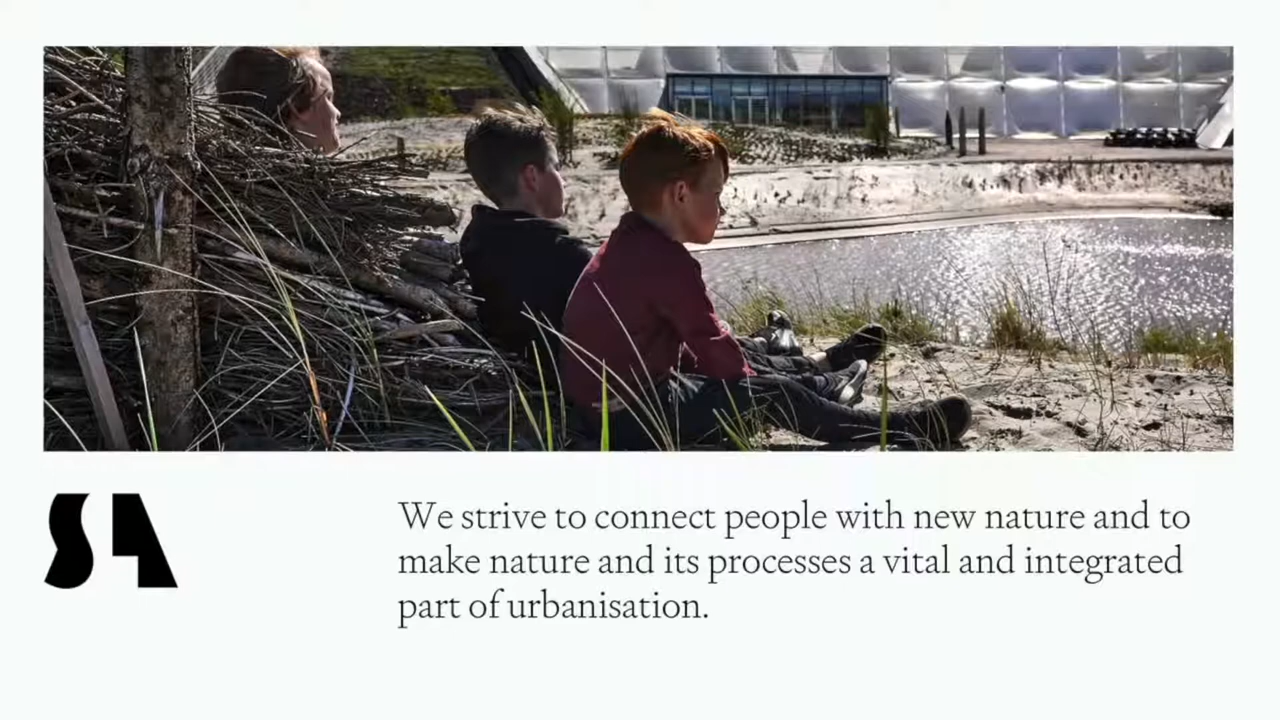 SA
We strive to connect people with new nature and to
make nature and its processes a vital and integrated
part of urbanisation.